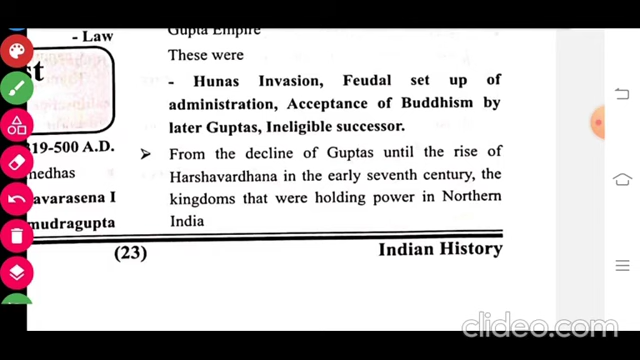 - Law
st
319-500 A.D.
medhas
avarasena I
mudragupta
Gupta Empire
These were
- Hunas Invasion, Feudal set up of
administration, Acceptance of Buddhism by
later Guptas, Ineligible successor.
➢ From the decline of Guptas until the rise of
Harshavardhana in the early seventh century, the
kingdoms that were holding power in Northern
India
(23)
Indian History
clideo.com